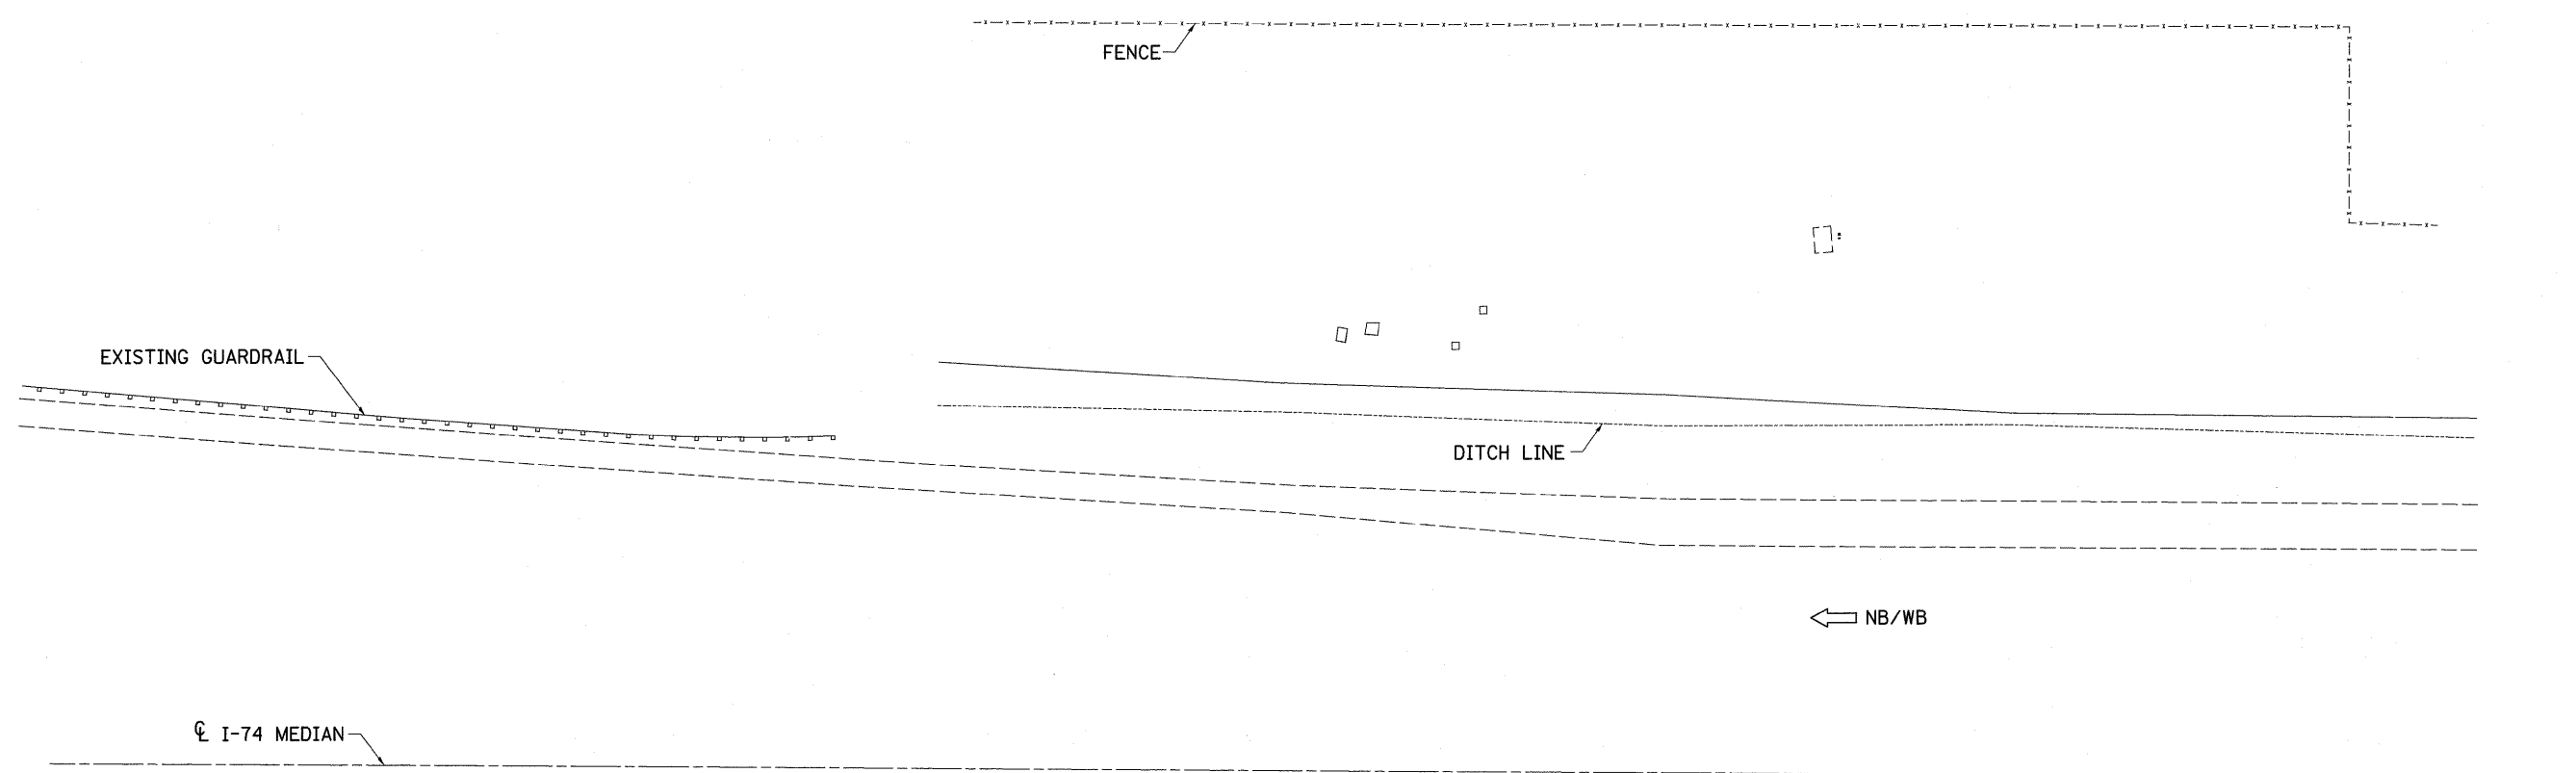 FENCE
EXISTING GUARDRAIL
DITCH LINE
NB/WB
℄ I-74 MEDIAN